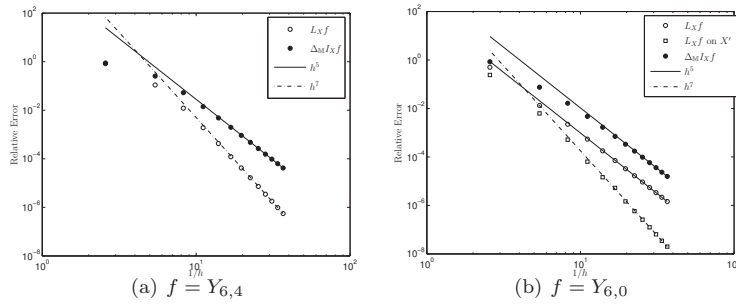 10^2
10^0
10^-2
10^-4
10^-6
10^-8
Relative Error
L_X f
Δ_𝕄 I_X f
h^5
h^7
10^0
10^1
10^2
1/h
(a) f = Y_{6,4}
10^2
10^0
10^-2
10^-4
10^-6
10^-8
Relative Error
L_X f
L_X f on X'
Δ_𝕄 I_X f
h^5
h^7
10^0
10^1
1/h
(b) f = Y_{6,0}